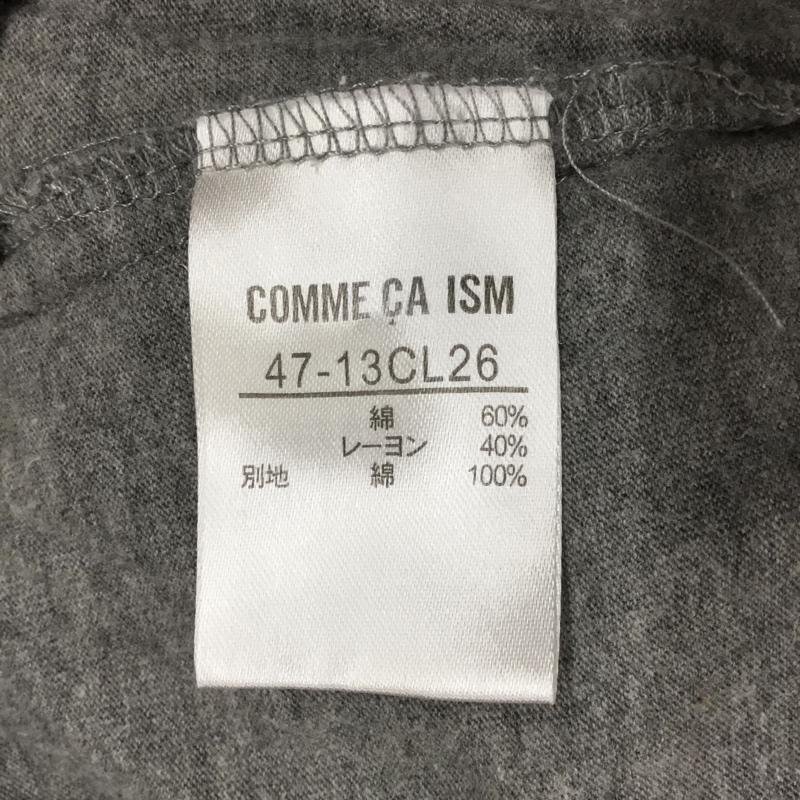 COMME ÇA ISM
47-13CL26
綿 60%
レーヨン 40%
別地 綿 100%